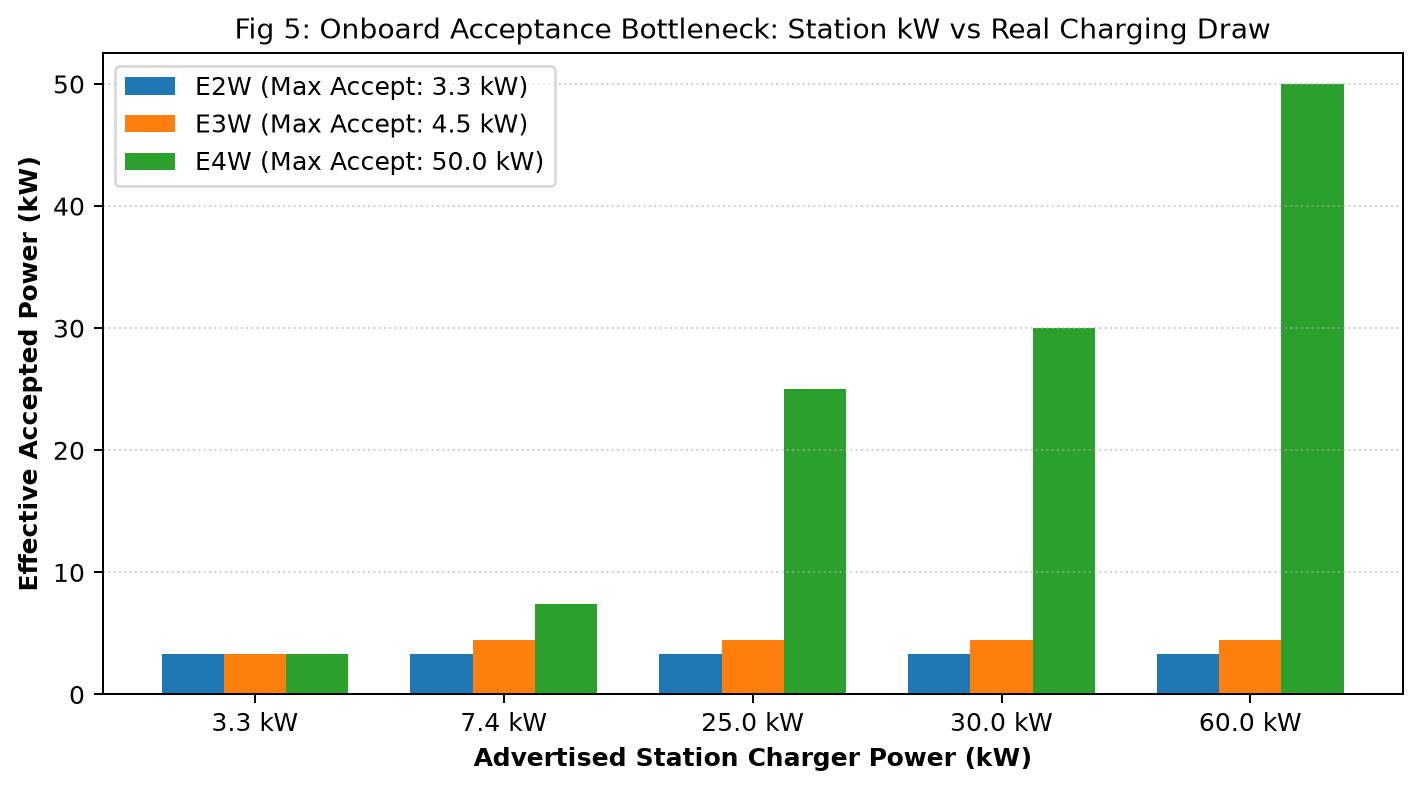 Fig 5: Onboard Acceptance Bottleneck: Station kW vs Real Charging Draw
E2W (Max Accept: 3.3 kW)
E3W (Max Accept: 4.5 kW)
E4W (Max Accept: 50.0 kW)
Effective Accepted Power (kW)
50
40
30
20
10
0
3.3 kW 7.4 kW 25.0 kW 30.0 kW 60.0 kW
Advertised Station Charger Power (kW)